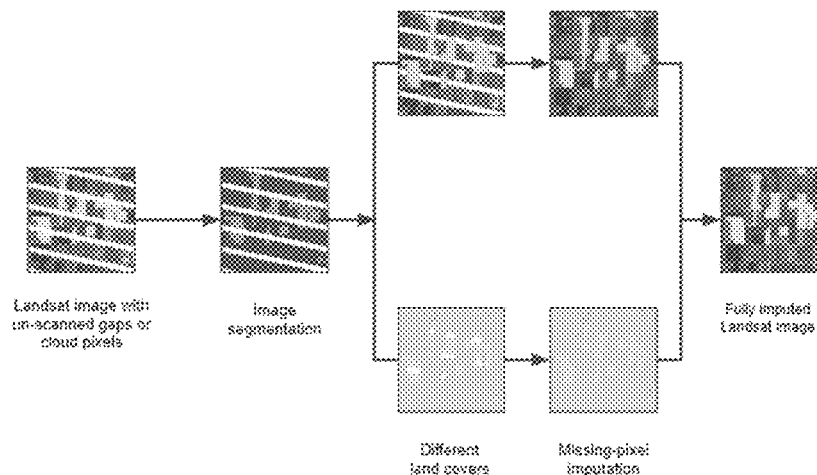 Landsat image with
un-scanned gaps or
cloud pixels
Image
segmentation
Different
land covers
Missing-pixel
imputation
Fully imputed
Landsat image